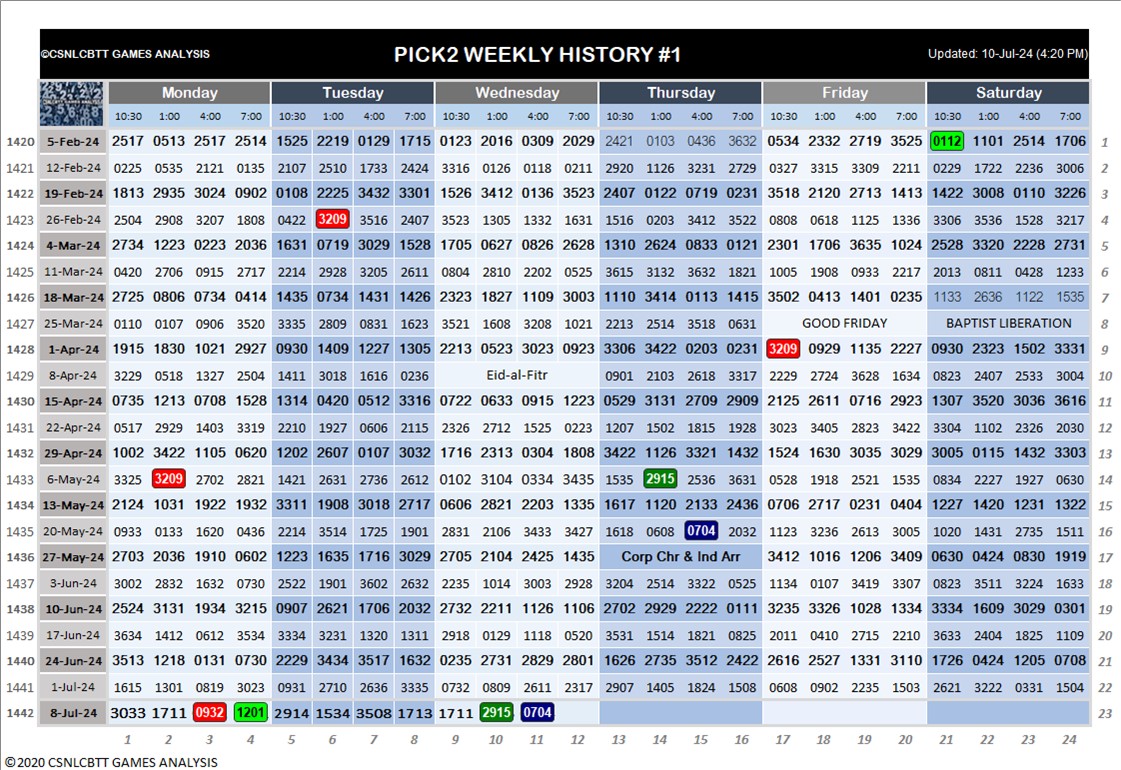 ©CSNLCBTT GAMES ANALYSIS PICK2 WEEKLY HISTORY #1 Updated: 10-Jul-24 (4:20 PM)
Monday Tuesday Wednesday Thursday Friday Saturday
10:30 1:00 4:00 7:00 10:30 1:00 4:00 7:00 10:30 1:00 4:00 7:00 10:30 1:00 4:00 7:00 10:30 1:00 4:00 7:00 10:30 1:00 4:00 7:00
1420 5-Feb-24 2517 0513 2517 2514 1525 2219 0129 1715 0123 2016 0309 2029 2421 0103 0436 3632 0534 2332 2719 3525 0112 1101 2514 1706 1
1421 12-Feb-24 0225 0535 2121 0135 2107 2510 1733 2424 3316 0126 0118 0211 2920 1126 3231 2729 0327 3315 3309 2211 0229 1722 2236 3006 2
1422 19-Feb-24 1813 2935 3024 0902 0108 2225 3432 3301 1526 3412 0136 3523 2407 0122 0719 0231 3518 2120 2713 1413 1422 3008 0110 3226 3
1423 26-Feb-24 2504 2908 3207 1808 0422 3209 3516 2407 3523 1305 1332 1631 1516 0203 3412 3522 3008 0618 1125 1336 3306 3536 0128 3217 4
1424 4-Mar-24 2734 1223 0223 2036 1631 0719 3029 1528 1705 0627 0826 2628 1310 2624 0833 0121 2301 1706 3635 1024 2528 3320 2228 2731 5
1425 11-Mar-24 0420 2706 0915 2717 2214 2928 3205 2611 0804 2810 2202 0525 3615 3132 3632 1821 1005 1908 0933 2217 2013 0811 0428 1233 6
1426 18-Mar-24 2725 0806 0734 0414 1435 0734 1431 1426 2323 1827 1109 3003 1110 3414 0113 1415 3502 0413 1401 0235 1133 2636 1122 1535 7
1427 25-Mar-24 0110 0107 0906 3520 3335 2809 0831 1623 3521 1608 3208 1021 2213 2514 3518 0631 GOOD FRIDAY BAPTIST LIBERATION 8
1428 1-Apr-24 1915 1830 1021 2927 0930 1409 1227 1305 2213 0523 3023 0923 3306 3422 0203 0231 3209 0929 1135 2227 0930 2323 1502 3331 9
1429 8-Apr-24 3229 0518 1327 2504 1411 3018 1616 0236 Eid-al-Fitr 0901 2103 2618 3317 2229 2724 3628 1634 0823 2407 2533 3004 10
1430 15-Apr-24 0735 1213 0708 1528 1314 0420 0512 3316 0722 0633 0915 1223 0529 3131 2709 2909 2125 2611 0716 2923 1307 3520 3036 3616 11
1431 22-Apr-24 0517 2929 1403 3319 2210 1927 0606 2115 2326 2712 1525 0223 1207 1502 1815 1928 3023 3405 2823 3422 3304 1102 2326 2030 12
1432 29-Apr-24 1002 3422 1105 0620 1202 2607 0107 3032 1716 2313 0304 1808 3422 1126 3321 1432 1524 1630 3035 3029 3005 0115 1432 3303 13
1433 6-May-24 3325 3209 2702 2821 1421 2631 2736 2612 0102 3104 0334 3435 1535 2915 2536 3631 0528 1918 2521 1535 0834 2227 1927 0630 14
1434 13-May-24 2124 1031 1922 1932 3311 1908 3018 2717 0606 2821 2203 1335 1617 1120 2133 2436 0706 2717 0231 0404 1227 1420 1231 1322 15
1435 20-May-24 0933 0133 1620 0436 2214 3514 1725 1901 2831 2106 3433 3427 1618 0608 0704 2032 1123 3236 2613 3005 1020 1431 2735 1511 16
1436 27-May-24 2703 2036 1910 0602 1223 1635 1716 3029 2705 2104 2425 1435 Corp Chr & Ind Arr 3412 1016 1206 3409 0630 0424 0830 1919 17
1437 3-Jun-24 3002 2832 1632 0730 2522 1901 3602 2632 2235 1014 3003 2928 3204 2514 3322 0525 1134 0107 3419 3307 0823 3511 3224 1633 18
1438 10-Jun-24 2524 3131 1934 3215 0907 2621 1706 2032 2732 2211 1126 1106 2702 2929 2222 0111 3235 3326 1028 1334 3334 1609 3029 0301 19
1439 17-Jun-24 3634 1412 0612 3534 3334 3231 1320 1311 2918 0129 1118 0520 3531 1514 1821 0825 2011 0410 2715 2210 3633 2404 1825 1109 20
1440 24-Jun-24 3513 1218 0131 0730 2229 3434 3517 1632 0235 2731 2829 2801 1626 2735 3512 2422 2616 2527 1331 3110 1726 0424 1205 0708 21
1441 1-Jul-24 1615 1301 0819 3023 0931 2710 2636 3335 0732 0809 2611 2317 2907 1405 1824 1508 0608 0902 2235 1503 2621 3222 0331 1504 22
1442 8-Jul-24 3033 1711 0932 1201 2914 1534 3508 1713 1711 2915 0704 23
1 2 3 4 5 6 7 8 9 10 11 12 13 14 15 16 17 18 19 20 21 22 23 24
©2020 CSNLCBTT GAMES ANALYSIS